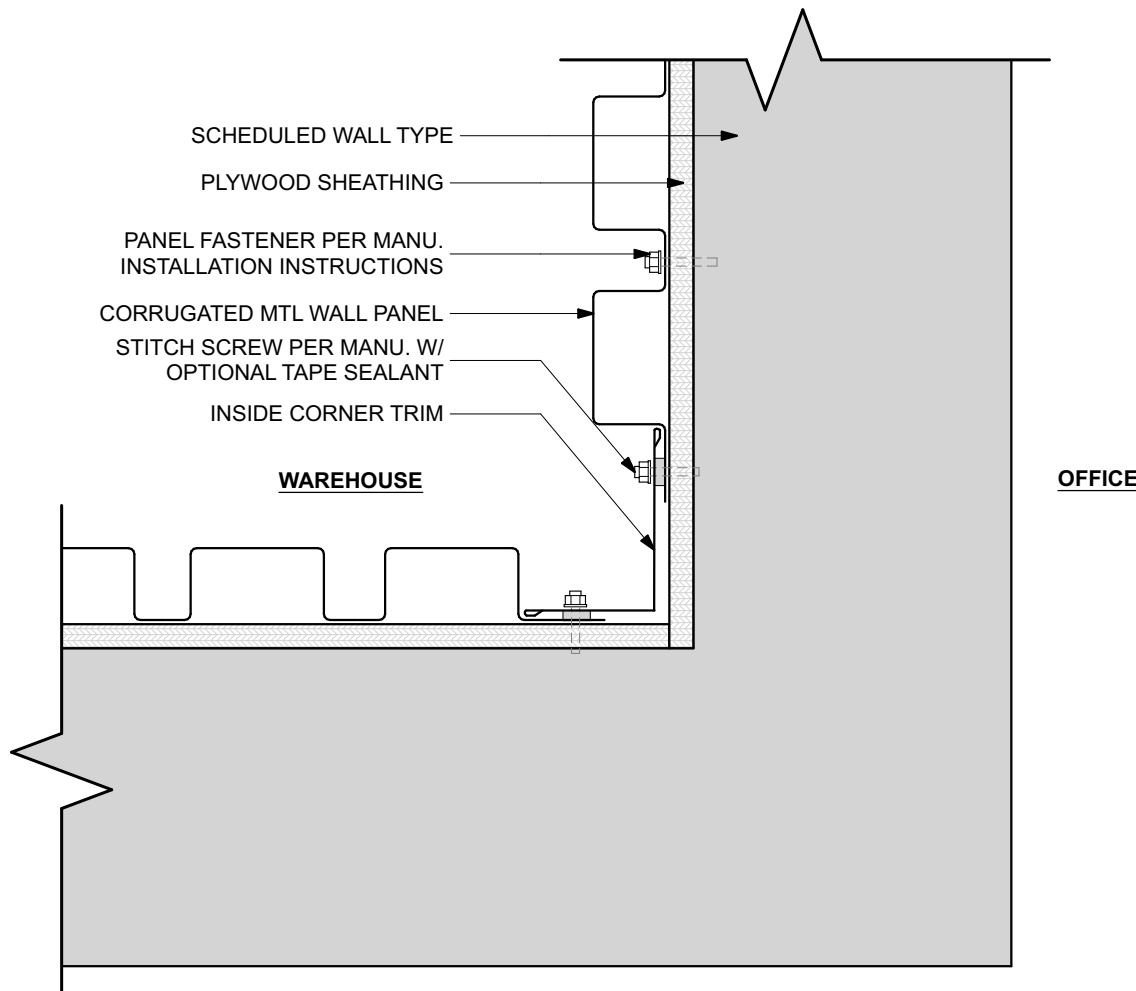 SCHEDULED WALL TYPE
PLYWOOD SHEATHING
PANEL FASTENER PER MANU.
INSTALLATION INSTRUCTIONS
CORRUGATED MTL WALL PANEL
STITCH SCREW PER MANU. W/
OPTIONAL TAPE SEALANT
INSIDE CORNER TRIM
WAREHOUSE
OFFICE